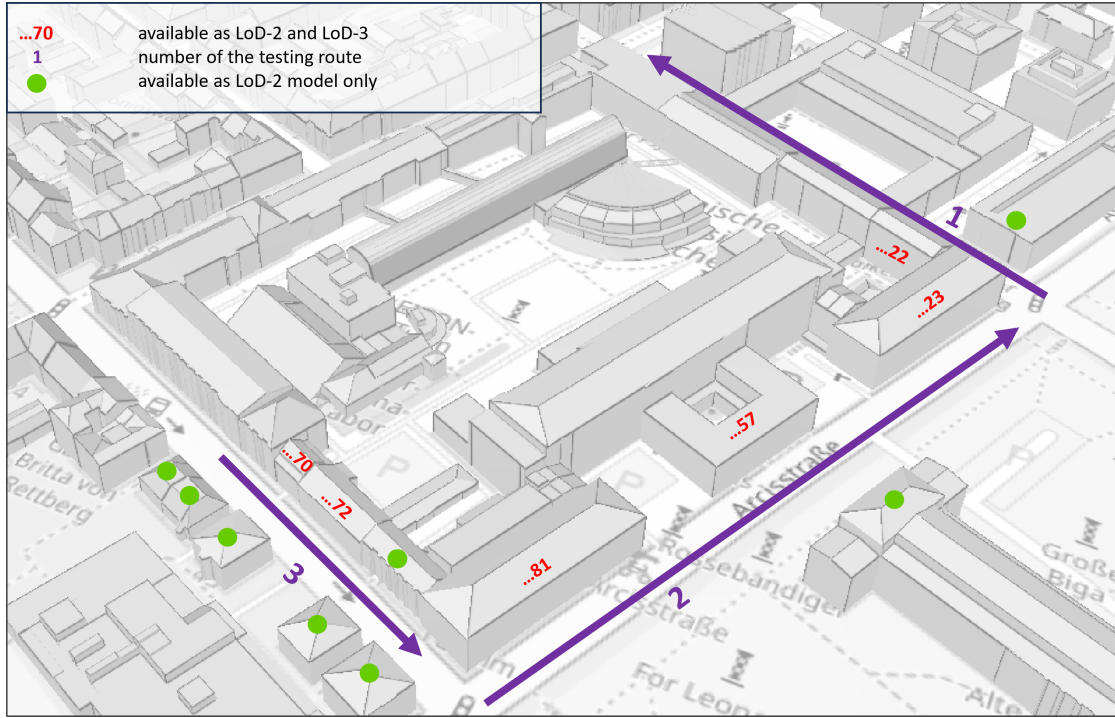 ...70 available as LoD-2 and LoD-3
1 number of the testing route
available as LoD-2 model only
1
...22
...23
...57
Arcisstraße
...70
Britta von
Rettberg
...72
3
...81
2
Rossebändiger
Arcisstraße
Große
Biga
For Leon
Alte